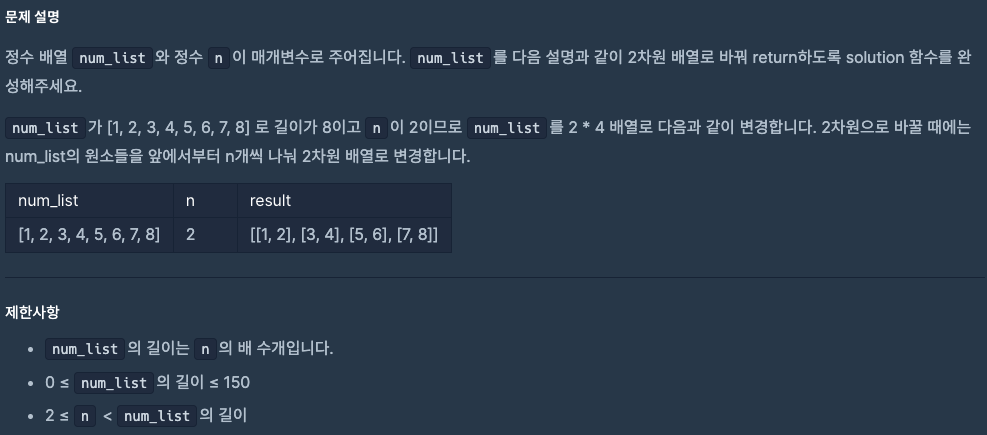 문제 설명
정수 배열 num_list 와 정수 n 이 매개변수로 주어집니다. num_list 를 다음 설명과 같이 2차원 배열로 바꿔 return하도록 solution 함수를 완
성해주세요.
num_list 가 [1, 2, 3, 4, 5, 6, 7, 8] 로 길이가 8이고 n 이 2이므로 num_list 를 2 * 4 배열로 다음과 같이 변경합니다. 2차원으로 바꿀 때에는
num_list의 원소들을 앞에서부터 n개씩 나눠 2차원 배열로 변경합니다.
num_list n result
[1, 2, 3, 4, 5, 6, 7, 8] 2 [[1, 2], [3, 4], [5, 6], [7, 8]]
제한사항
• num_list 의 길이는 n 의 배 수개입니다.
• 0 ≤ num_list 의 길이 ≤ 150
• 2 ≤ n < num_list 의 길이